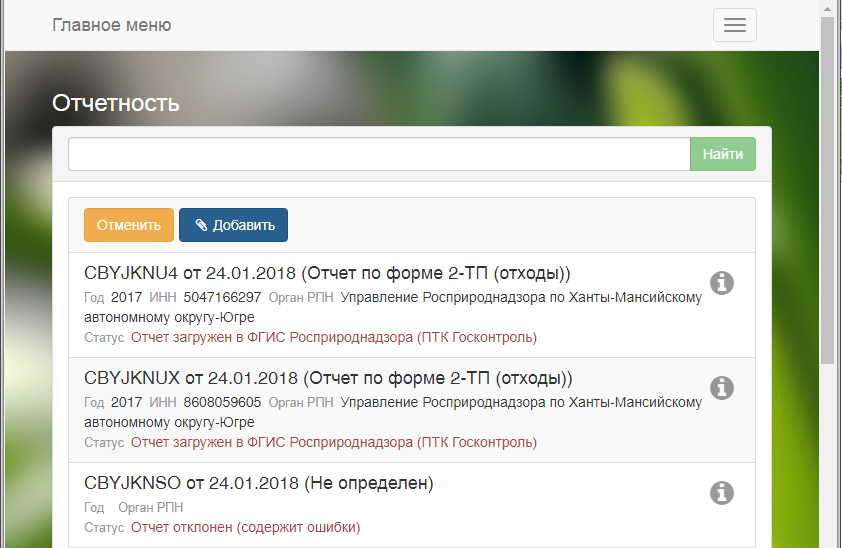 Главное меню
Отчетность
Найти
Отменить
Добавить
CBYJKNU4 от 24.01.2018 (Отчет по форме 2-ТП (отходы))
Год 2017 ИНН 5047166297 Орган РПН Управление Росприроднадзора по Ханты-Мансийскому
автономному округу-Югре
Статус Отчет загружен в ФГИС Росприроднадзора (ПТК Госконтроль)
CBYJKNUX от 24.01.2018 (Отчет по форме 2-ТП (отходы))
Год 2017 ИНН 8608059605 Орган РПН Управление Росприроднадзора по Ханты-Мансийскому
автономному округу-Югре
Статус Отчет загружен в ФГИС Росприроднадзора (ПТК Госконтроль)
CBYJKNSO от 24.01.2018 (Не определен)
Год Орган РПН
Статус Отчет отклонен (содержит ошибки)